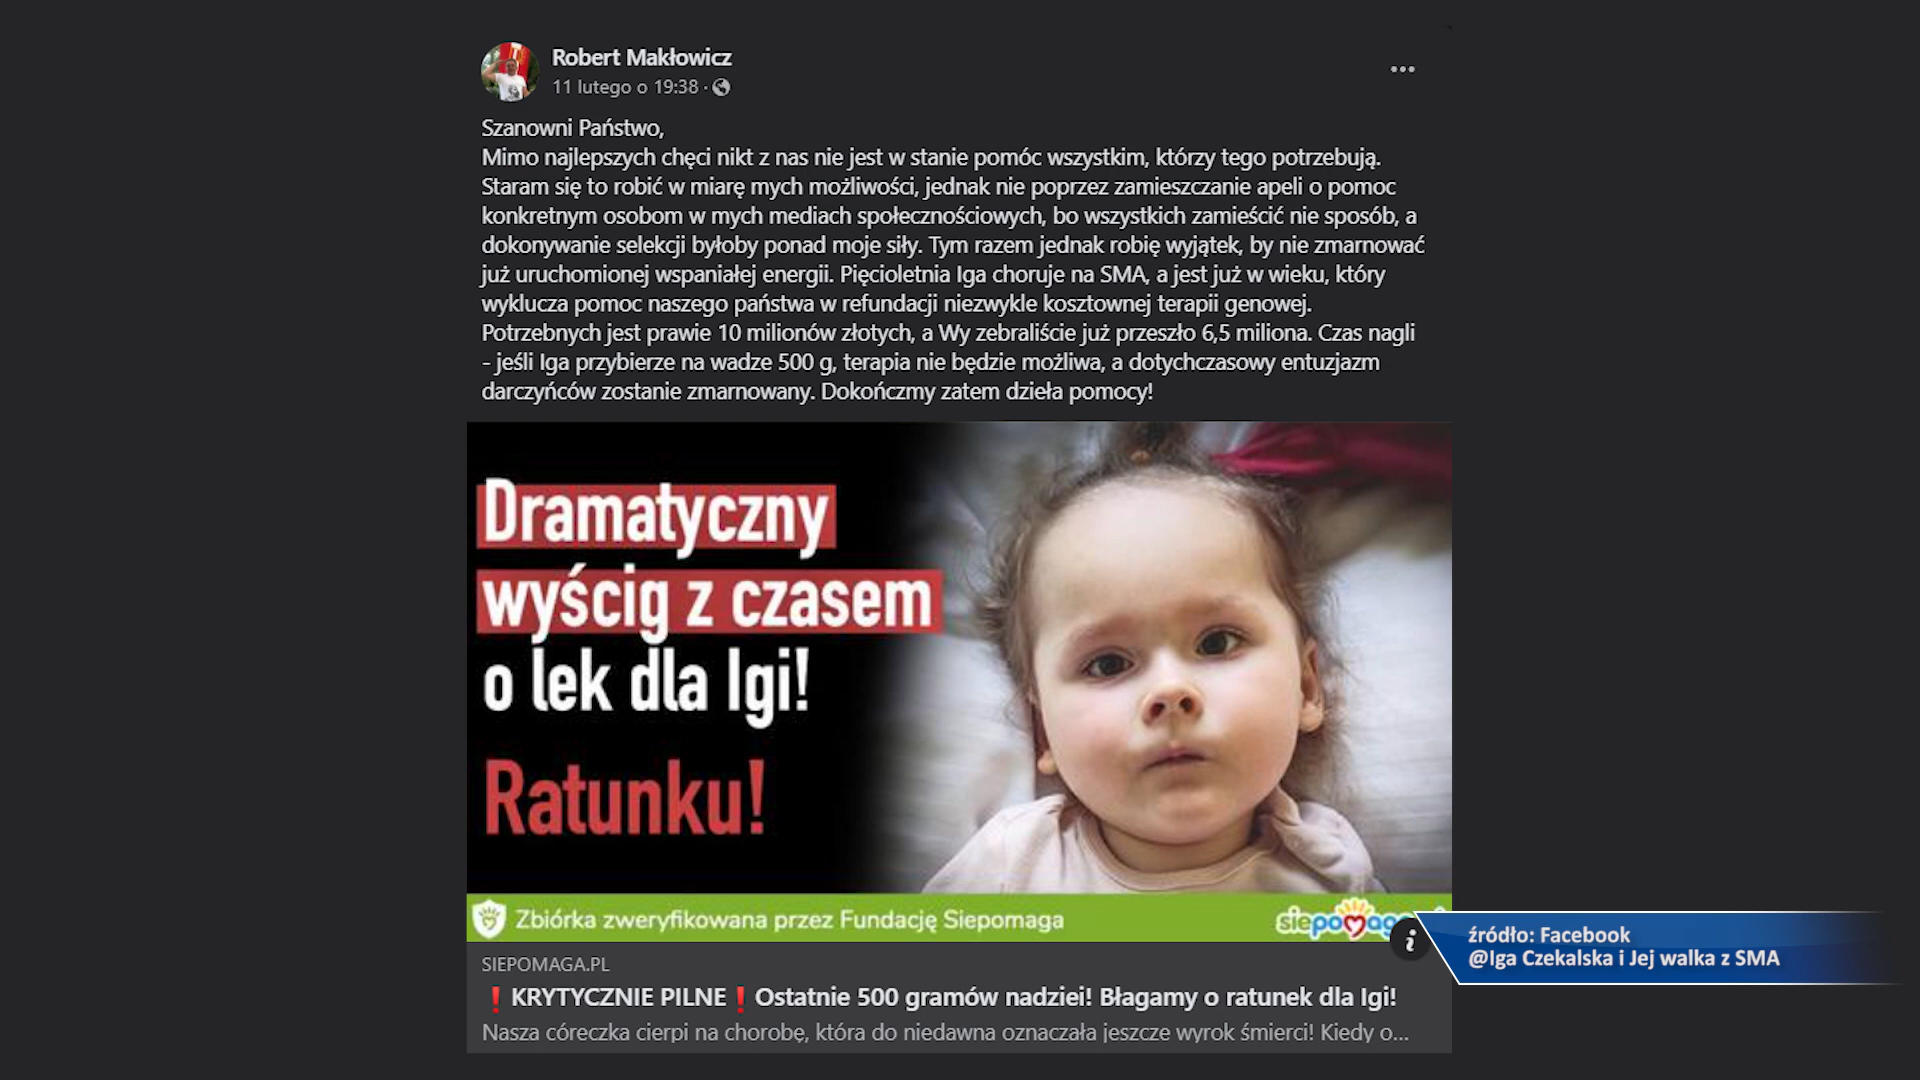 Robert Makłowicz
11 lutego o 19:38 ·
Szanowni Państwo,
Mimo najlepszych chęci nikt z nas nie jest w stanie pomóc wszystkim, którzy tego potrzebują.
Staram się to robić w miarę mych możliwości, jednak nie poprzez zamieszczanie apeli o pomoc
konkretnym osobom w mych mediach społecznościowych, bo wszystkich zamieścić nie sposób, a
dokonywanie selekcji byłoby ponad moje siły. Tym razem jednak robię wyjątek, by nie zmarnować
już uruchomionej wspaniałej energii. Pięcioletnia Iga choruje na SMA, a jest już w wieku, który
wyklucza pomoc naszego państwa w refundacji niezwykle kosztownej terapii genowej.
Potrzebnych jest prawie 10 milionów złotych, a Wy zebraliście już przeszło 6,5 miliona. Czas nagli
- jeśli Iga przybierze na wadze 500 g, terapia nie będzie możliwa, a dotychczasowy entuzjazm
darczyńców zostanie zmarnowany. Dokończmy zatem dzieła pomocy!
Dramatyczny
wyścig z czasem
o lek dla Igi!
Ratunku!
Zbiórka zweryfikowana przez Fundację Siepomaga
siepomaga
źródło: Facebook
@Iga Czekalska i Jej walka z SMA
SIEPOMAGA.PL
❗KRYTYCZNIE PILNE❗Ostatnie 500 gramów nadziei! Błagamy o ratunek dla Igi!
Nasza córeczka cierpi na chorobę, która do niedawna oznaczała jeszcze wyrok śmierci! Kiedy o...